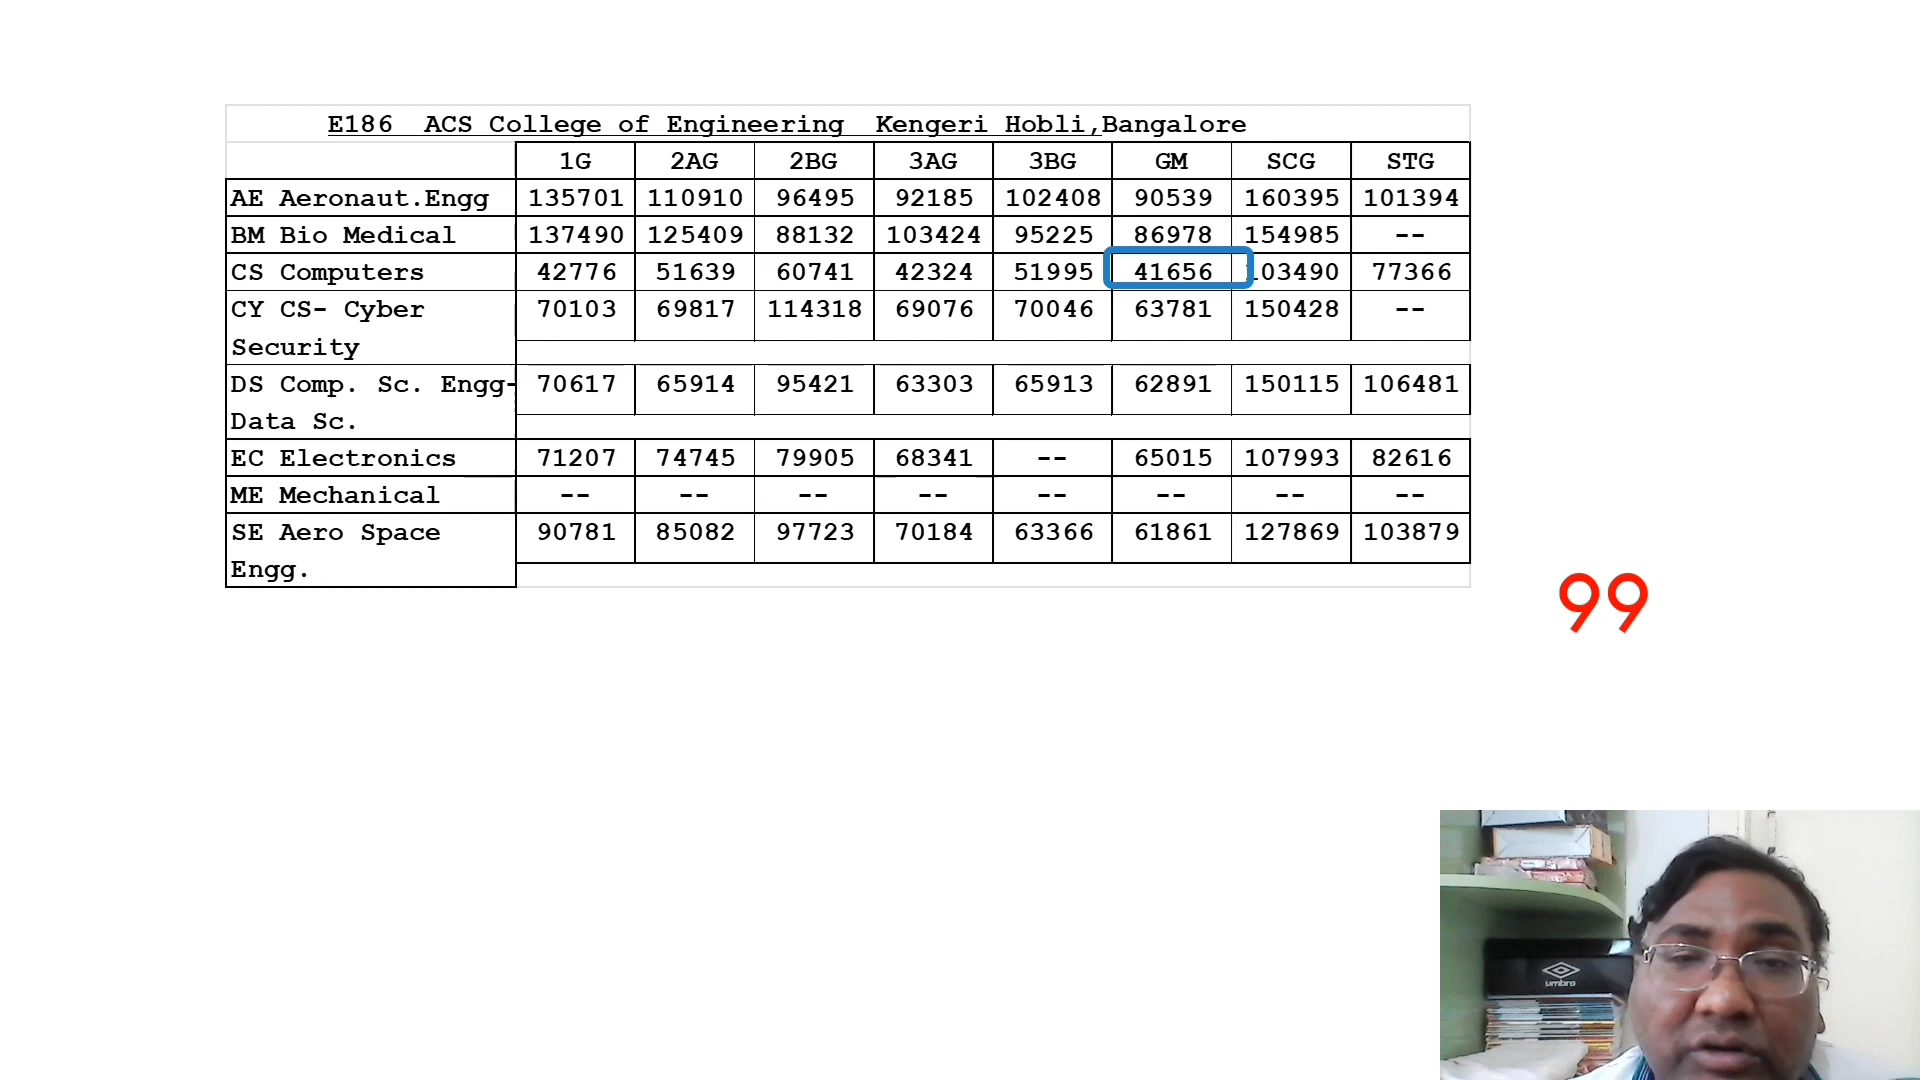 E186 ACS College of Engineering Kengeri Hobli,Bangalore
1G 2AG 2BG 3AG 3BG GM SCG STG
AE Aeronaut.Engg 135701 110910 96495 92185 102408 90539 160395 101394
BM Bio Medical 137490 125409 88132 103424 95225 86978 154985 --
CS Computers 42776 51639 60741 42324 51995 41656 103490 77366
CY CS- Cyber 70103 69817 114318 69076 70046 63781 150428 --
Security
DS Comp. Sc. Engg- 70617 65914 95421 63303 65913 62891 150115 106481
Data Sc.
EC Electronics 71207 74745 79905 68341 -- 65015 107993 82616
ME Mechanical -- -- -- -- -- -- -- --
SE Aero Space 90781 85082 97723 70184 63366 61861 127869 103879
Engg.
99
umbro